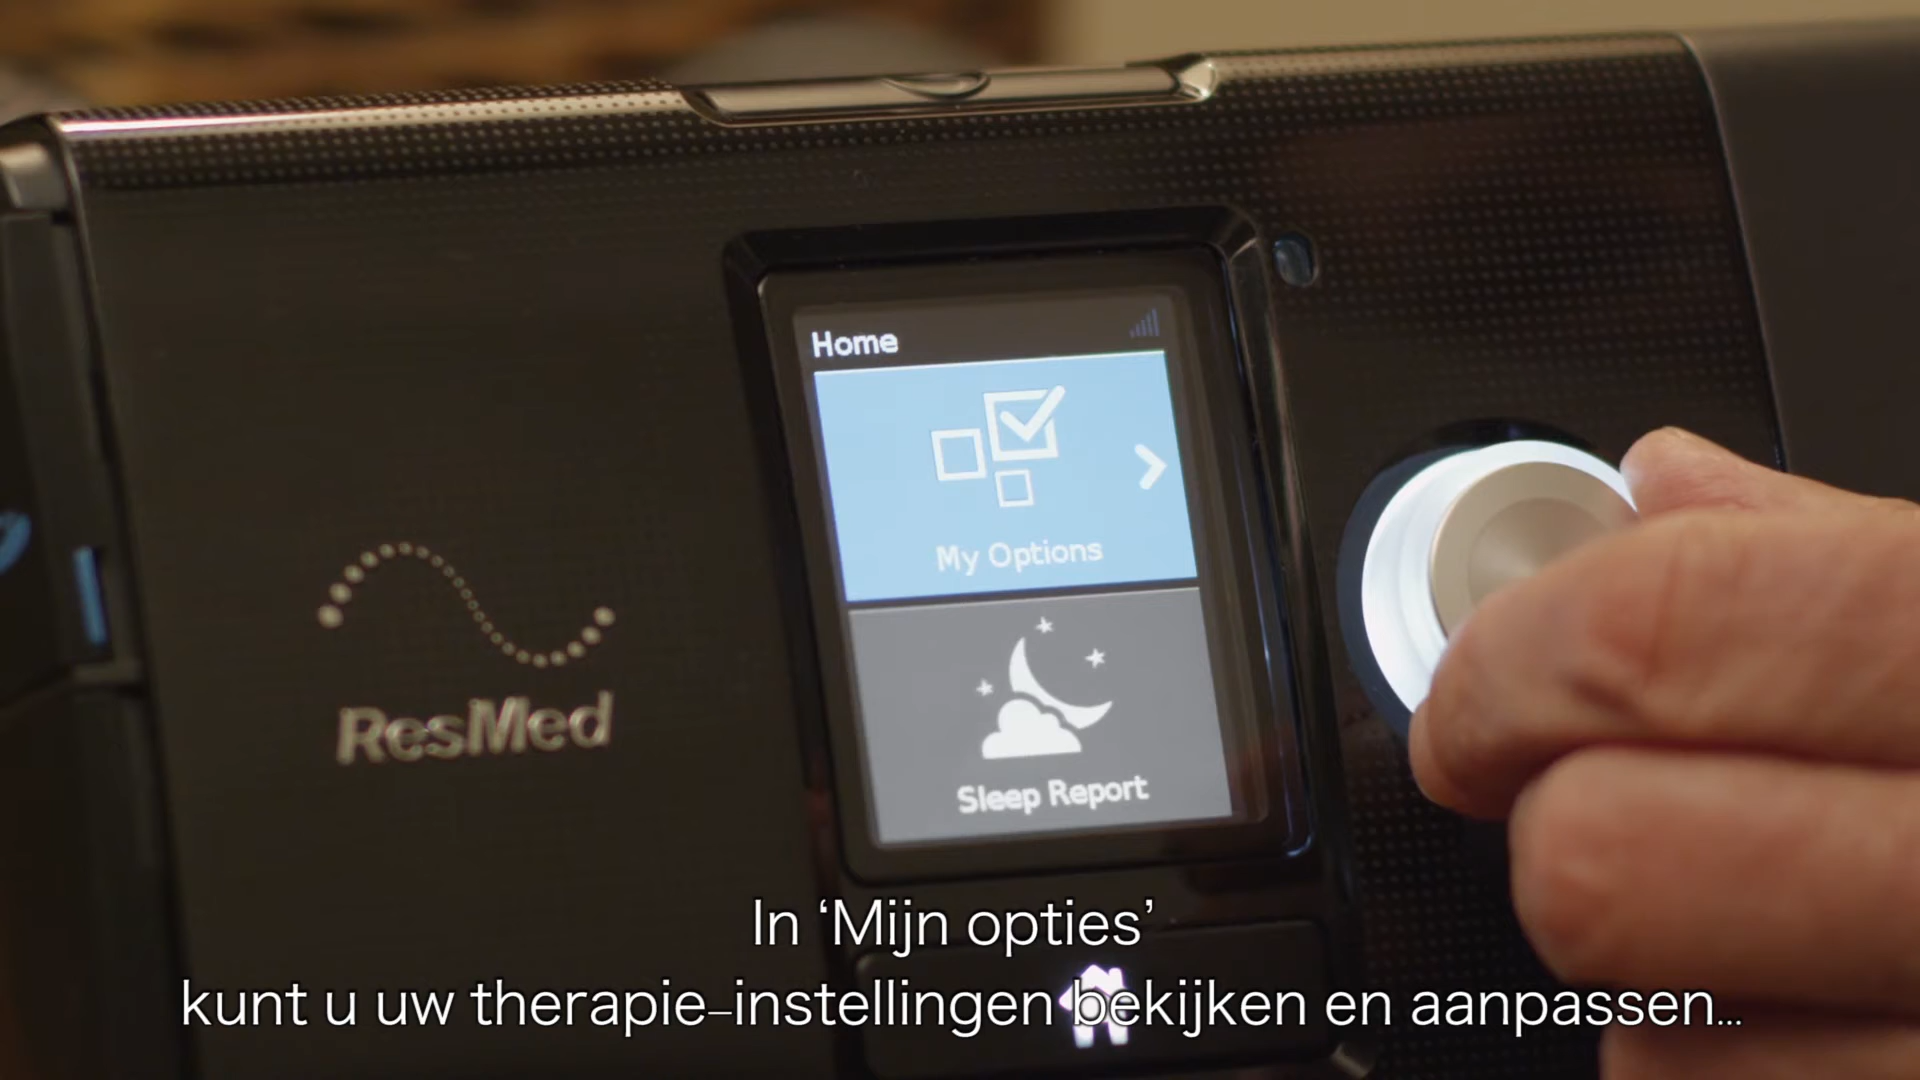 Home
My Options
Sleep Report
ResMed
In ‘Mijn opties’
kunt u uw therapie-instellingen bekijken en aanpassen...